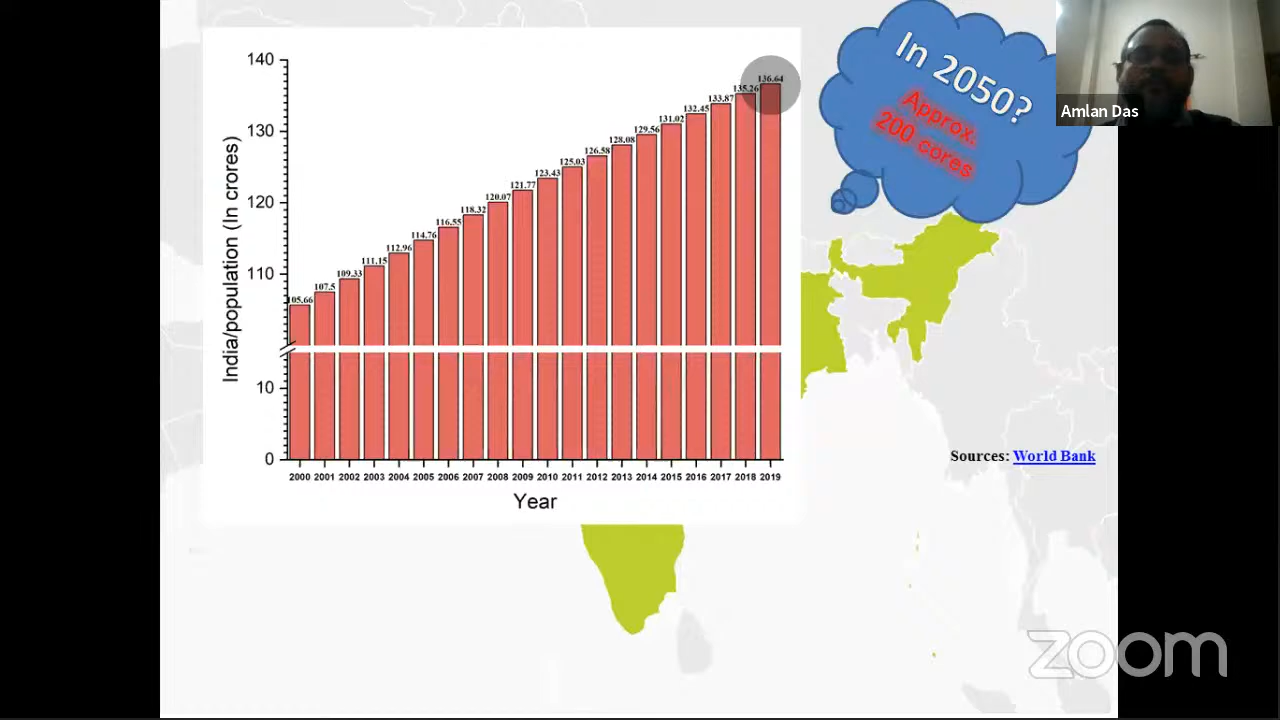 140
130
120
110
10
0
India/population (In crores)
105.66
107.5
109.33
111.15
112.96
114.76
116.55
118.32
120.07
121.77
123.43
125.03
126.58
128.08
129.56
131.02
132.45
133.87
135.26
136.64
2000 2001 2002 2003 2004 2005 2006 2007 2008 2009 2010 2011 2012 2013 2014 2015 2016 2017 2018 2019
Year
In 2050?
Approx.
200 cores
Amlan Das
Sources: World Bank
zoom